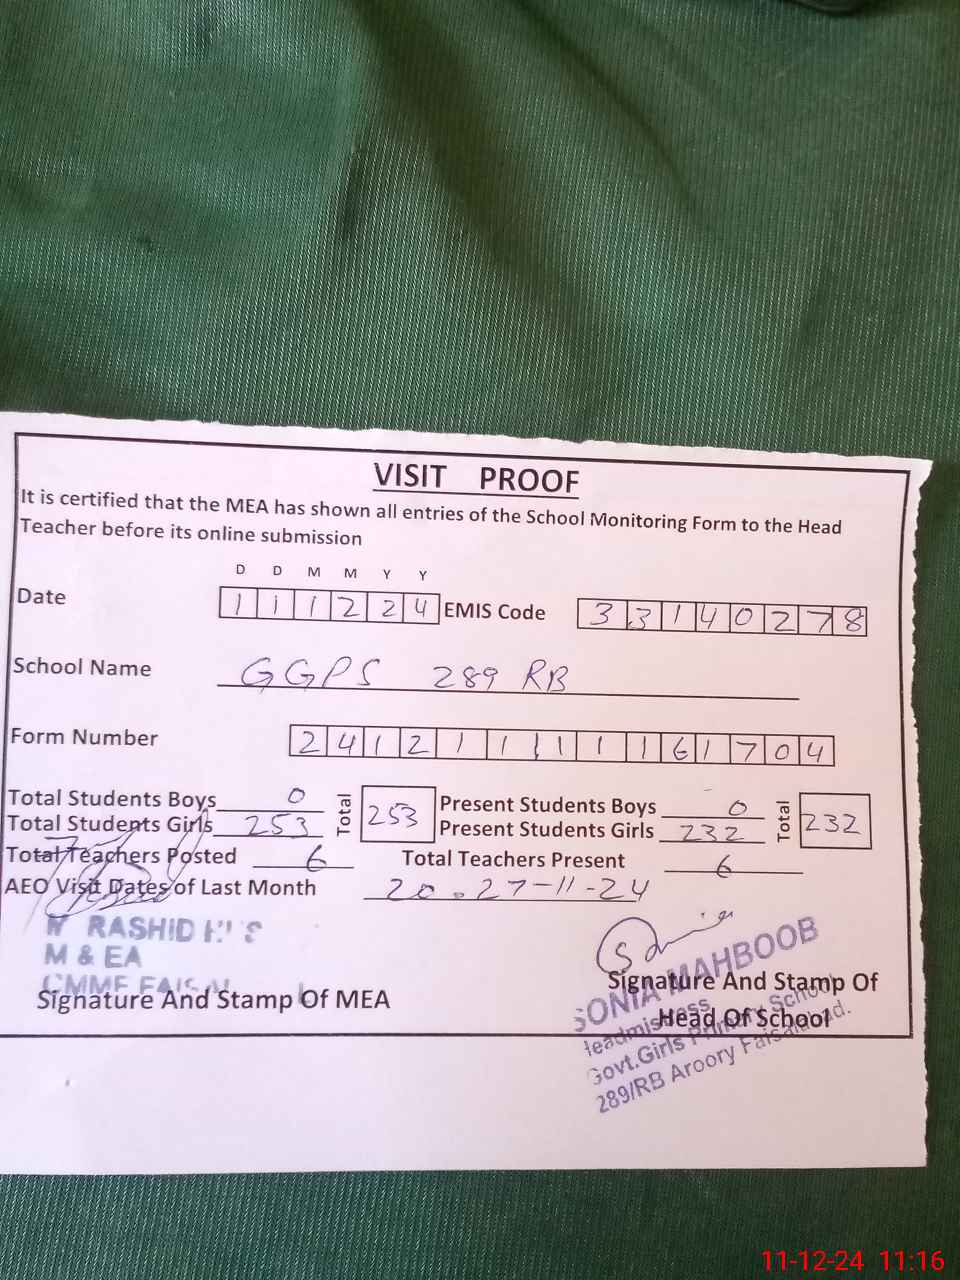 VISIT PROOF
It is certified that the MEA has shown all entries of the School Monitoring Form to the Head
Teacher before its online submission
D D M M Y Y
Date 1 1 1 2 2 4 EMIS Code 3 3 1 4 0 2 7 8
School Name GGPS 289 RB
Form Number 2 4 1 2 1 1 1 1 1 1 6 1 7 0 4
Total Students Boys 0 Total 253 Present Students Boys 0 Total 232
Total Students Girls 253 Present Students Girls 232
Total Teachers Posted 6 Total Teachers Present 6
AEO Visit Dates of Last Month 20.27-11-24
RASHID
M & EA
Signature And Stamp Of MEA
SONIA MAHBOOB
Signature And Stamp Of
Head Of School
Headmistress
Govt.Girls Primary School
289/RB Aroory Faisalabad.
11-12-24 11:16